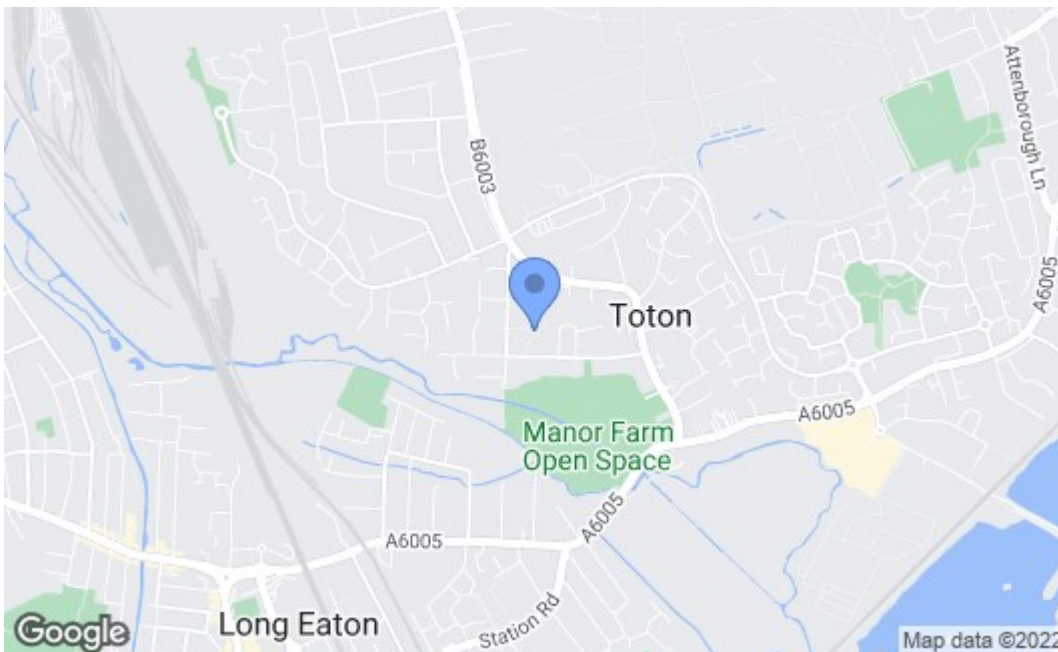 Attenborough Ln
B6003
A6005
Toton
A6005
Manor Farm
Open Space
A6005
A6005
Station Rd
Long Eaton
Google
Map data ©2022